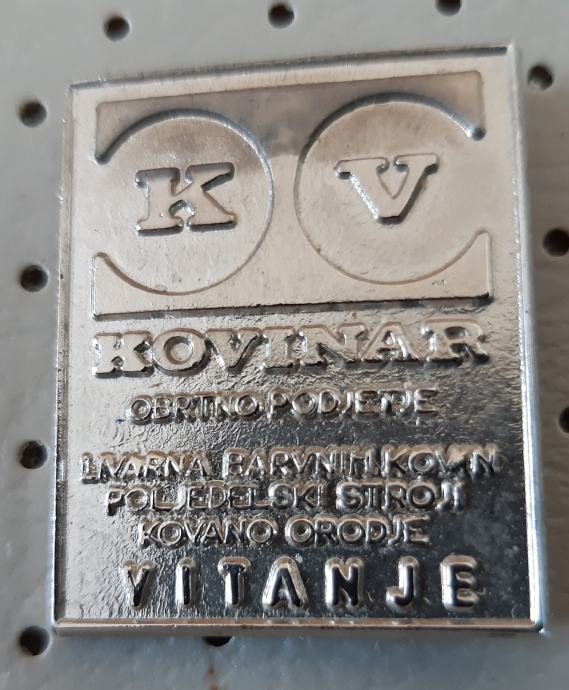 K V
KOVINAR
OBRTNO PODJETJE
LIVARNA BARVNIH KOVIN
POLJEDELSKI STROJI
KOVANO ORODJE
VITANJE